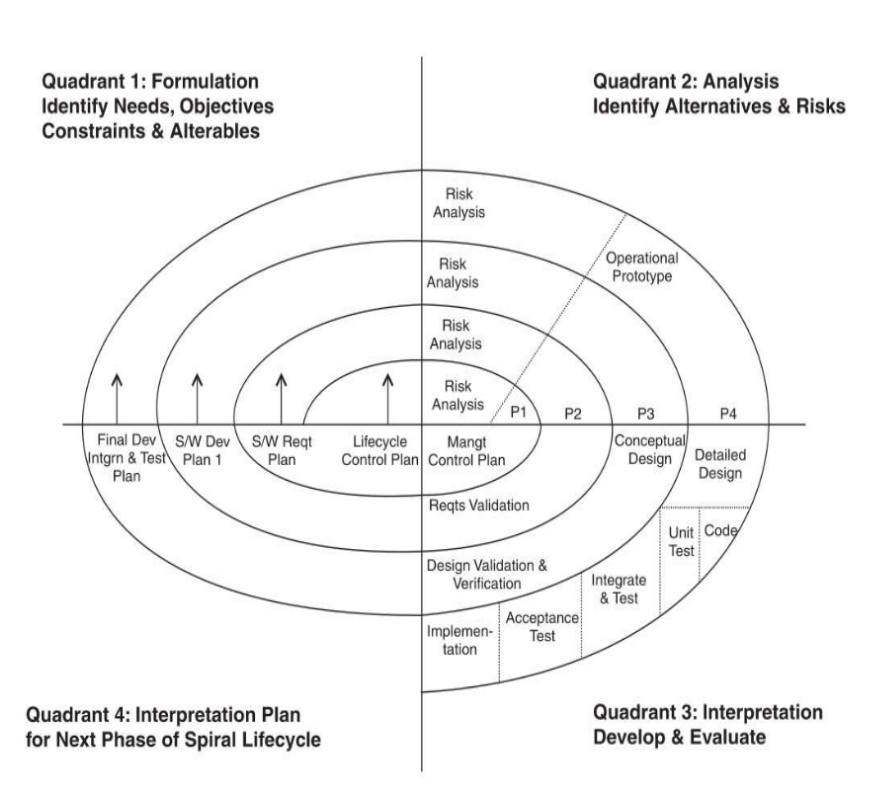 Quadrant 1: Formulation
Identify Needs, Objectives
Constraints & Alterables
Quadrant 2: Analysis
Identify Alternatives & Risks
Risk
Analysis
Operational
Prototype
Risk
Analysis
Risk
Analysis
Risk
Analysis
P1
P2
P3
P4
Final Dev
Intgrn & Test
Plan
S/W Dev
Plan 1
S/W Reqt
Plan
Lifecycle
Control Plan
Mangt
Control Plan
Conceptual
Design
Detailed
Design
Reqts Validation
Unit
Test
Code
Design Validation &
Verification
Integrate
& Test
Acceptance
Test
Implemen-
tation
Quadrant 4: Interpretation Plan
for Next Phase of Spiral Lifecycle
Quadrant 3: Interpretation
Develop & Evaluate